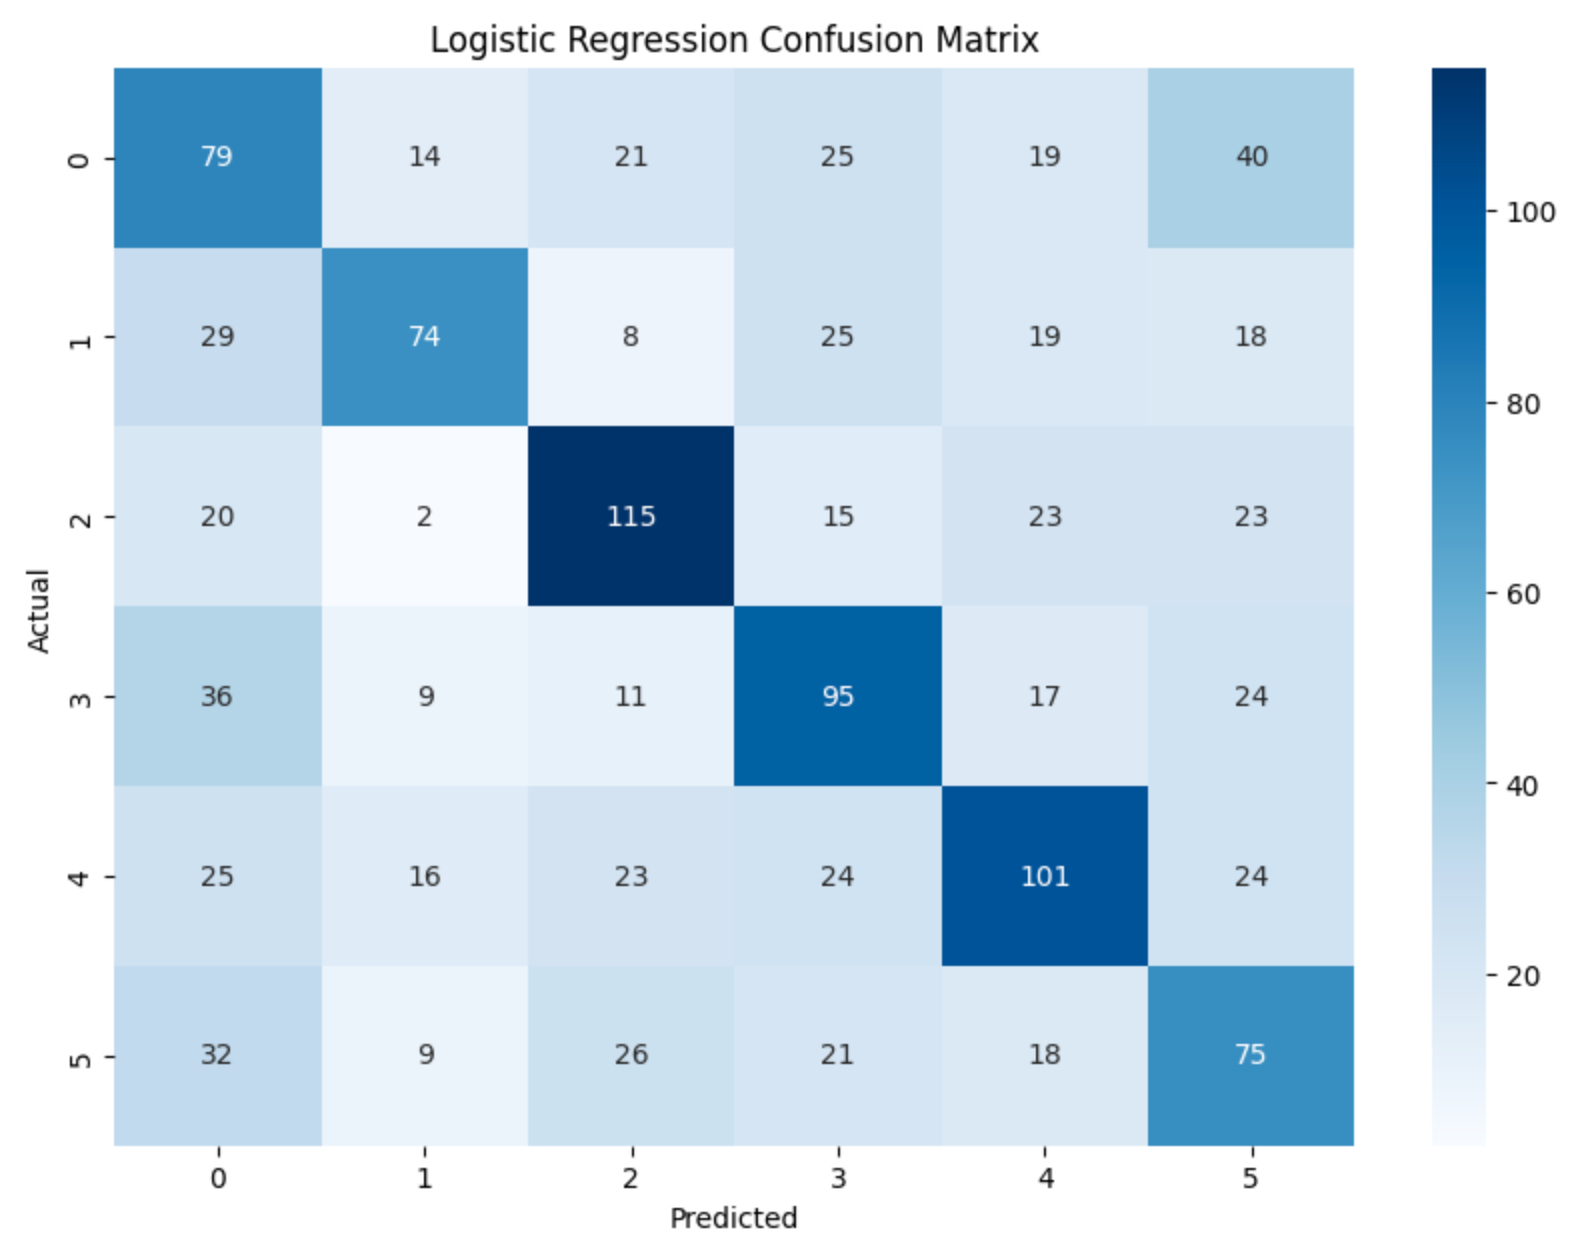 Logistic Regression Confusion Matrix
0 79 14 21 25 19 40
1 29 74 8 25 19 18
2 20 2 115 15 23 23
3 36 9 11 95 17 24
4 25 16 23 24 101 24
5 32 9 26 21 18 75
Actual
0 1 2 3 4 5
Predicted
100
80
60
40
20